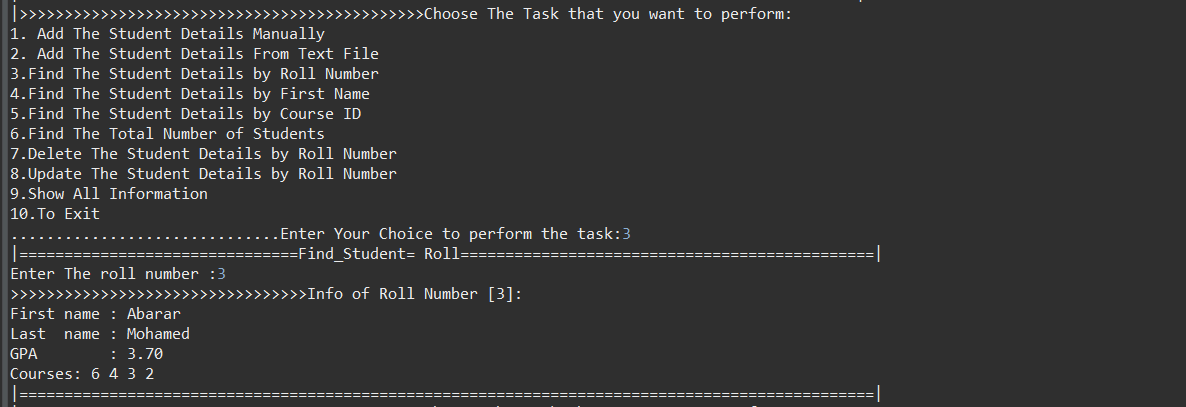 |>>>>>>>>>>>>>>>>>>>>>>>>>>>>>>>>>>>>>>>>>>>>>Choose The Task that you want to perform:
1. Add The Student Details Manually
2. Add The Student Details From Text File
3.Find The Student Details by Roll Number
4.Find The Student Details by First Name
5.Find The Student Details by Course ID
6.Find The Total Number of Students
7.Delete The Student Details by Roll Number
8.Update The Student Details by Roll Number
9.Show All Information
10.To Exit
..............................Enter Your Choice to perform the task:3
|===============================Find_Student= Roll==============================================|
Enter The roll number :3
>>>>>>>>>>>>>>>>>>>>>>>>>>>>>>>>>Info of Roll Number [3]:
First name : Abarar
Last  name : Mohamed
GPA        : 3.70
Courses: 6 4 3 2
|===============================================================================================|